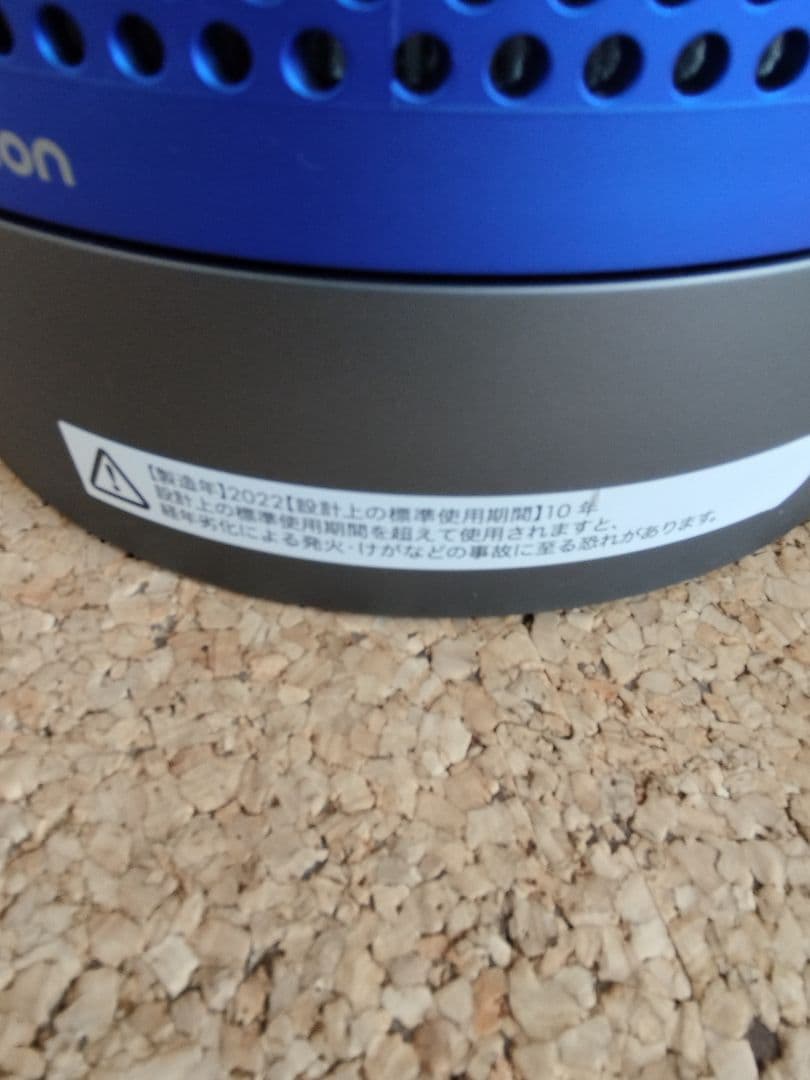 on
【製造年】2022【設計上の標準使用期間】10 年
設計上の標準使用期間を超えて使用されますと、
経年劣化による発火・けがなどの事故に至る恐れがあります。